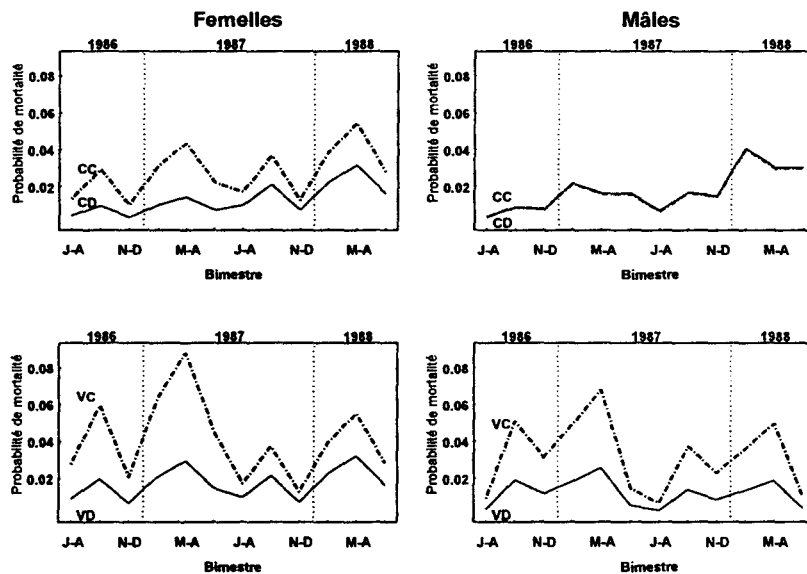 Femelles
Mâles
1986 1987 1988
1986 1987 1988
Probabilité de mortalité
0.08
0.06
0.04
0.02
CC
CD
J-A N-D M-A J-A N-D M-A
Bimestre
Probabilité de mortalité
0.08
0.06
0.04
0.02
CC
CD
J-A N-D M-A J-A N-D M-A
Bimestre
1986 1987 1988
Probabilité de mortalité
0.08
0.06
0.04
0.02
VC
VD
J-A N-D M-A J-A N-D M-A
Bimestre
1986 1987 1988
Probabilité de mortalité
0.08
0.06
0.04
0.02
VC
VD
J-A N-D M-A J-A N-D M-A
Bimestre